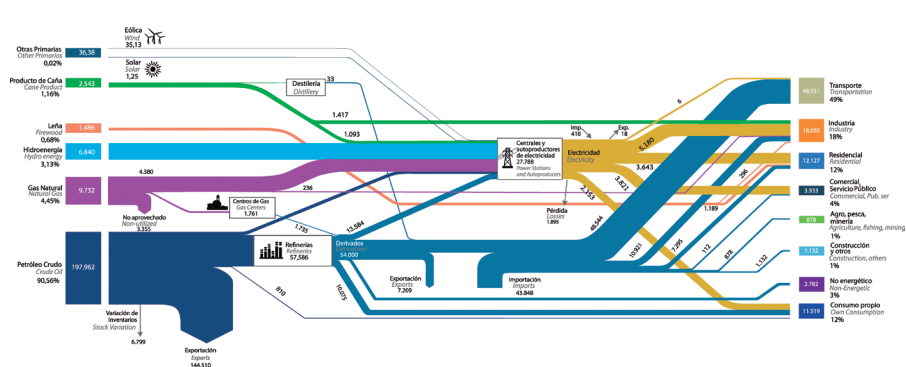 Eólica
Wind
35,13
Otras Primarias
Other Primarias
0,02%
36,38
Solar
Solar
1,25
Producto de Caña
Cane Product
1,16%
2.543
Destilería
Distillery
33
1.417
Leña
Firewood
0,68%
1.486
1.093
Hidroenergía
Hydro energy
3,13%
6.840
4.380
Gas Natural
Natural Gas
4,45%
9.732
236
No aprovechado
Non-utilized
3.355
Centros de Gas
Gas Centers
1.761
1.735
12.584
Petróleo Crudo
Crude Oil
90,56%
197.962
Refinerías
Refineries
57,586
Derivados
Derivatives
54,000
810
10,075
Variación de
Inventarios
Stock Variation
6.799
Exportación
Exports
144,510
Centrales y
autoproductores
de electricidad
27,788
Power Stations
and Autoproducers
Imp.
410
Exp.
18
Electricidad
Electricity
Pérdida
Losses
1.895
6
5,180
3.643
3,821
2,153
206
1.189
48,544
10,921
7,295
112
878
1,132
Exportación
Exports
7.209
Importación
Imports
43.848
48.551
Transporte
Transportation
49%
18.050
Industria
Industry
18%
12.127
Residencial
Residential
12%
3.933
Comercial,
Servicio Público
Commercial, Pub. ser
4%
878
Agro, pesca,
minería
Agriculture, fishing, mining
1%
1.132
Construcción
y otros
Construction, others
1%
2.782
No energético
Non-Energetic
3%
11.519
Consumo propio
Own Consumption
12%